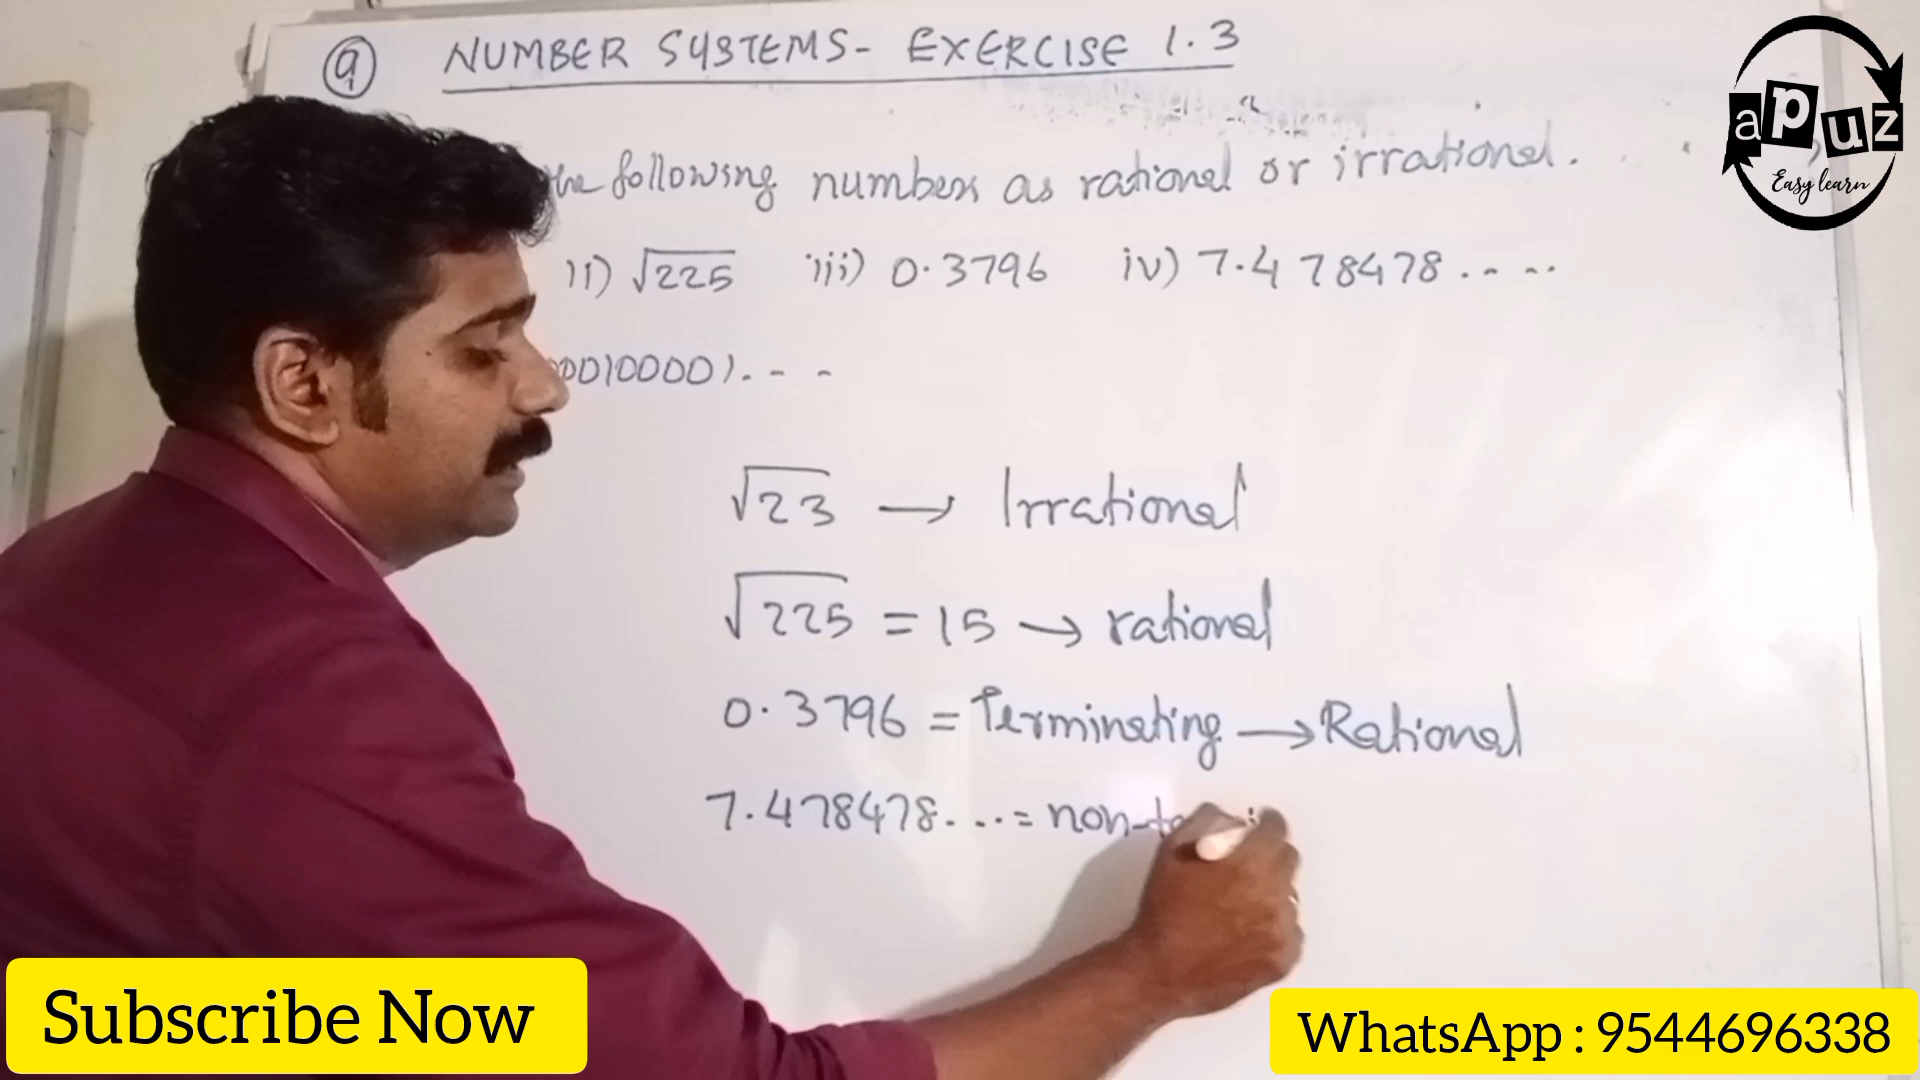 9 NUMBER SYSTEMS - EXERCISE 1.3
apuz
Easy learn
the following numbers as rational or irrational.
ii) √225 iii) 0.3796 iv) 7.478478.....
00100001...
√23 → Irrational
√225 = 15 → rational
0.3796 = Terminating → Rational
7.478478... = non-te
Subscribe Now
WhatsApp : 9544696338